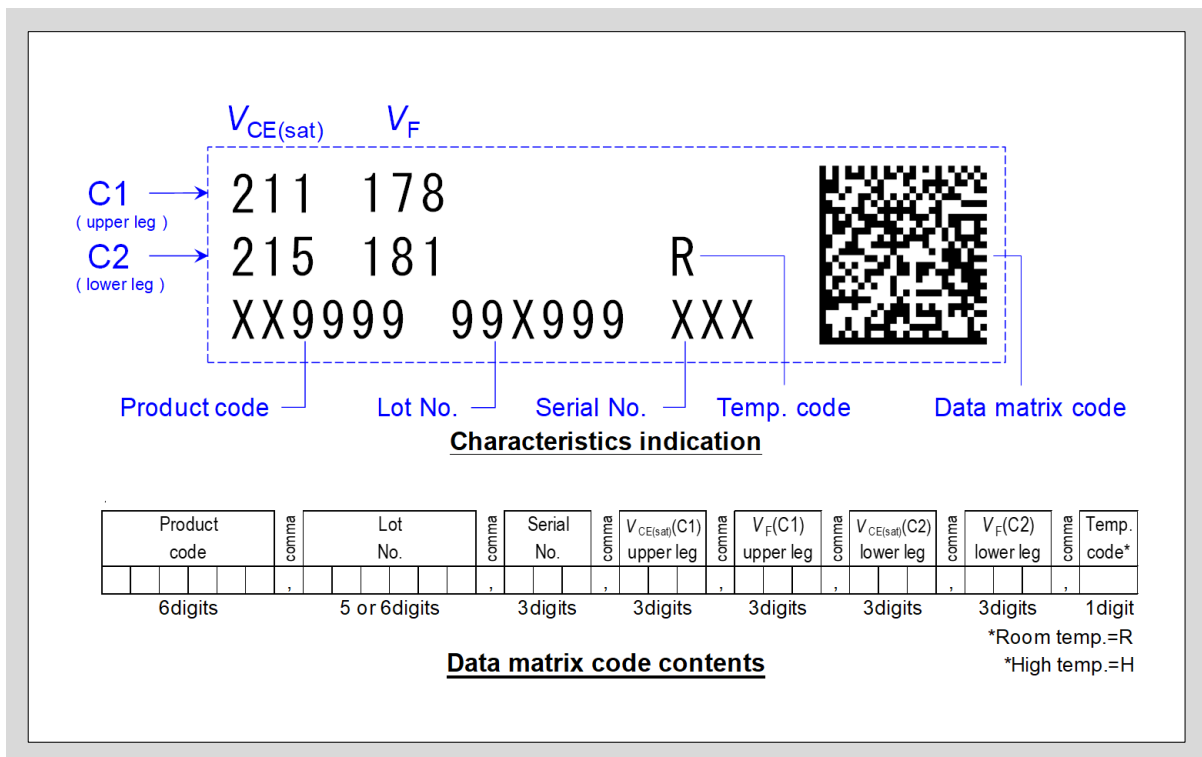 VCE(sat) VF
C1 211 178
( upper leg )
C2 215 181 R
( lower leg )
XX9999 99X999 XXX
Product code Lot No. Serial No. Temp. code Data matrix code
Characteristics indication
Product code comma Lot No. comma Serial No. comma VCE(sat)(C1) upper leg comma VF(C1) upper leg comma VCE(sat)(C2) lower leg comma VF(C2) lower leg comma Temp. code*
, , , , , , ,
6digits 5 or 6digits 3digits 3digits 3digits 3digits 3digits 1digit
*Room temp.=R
Data matrix code contents *High temp.=H